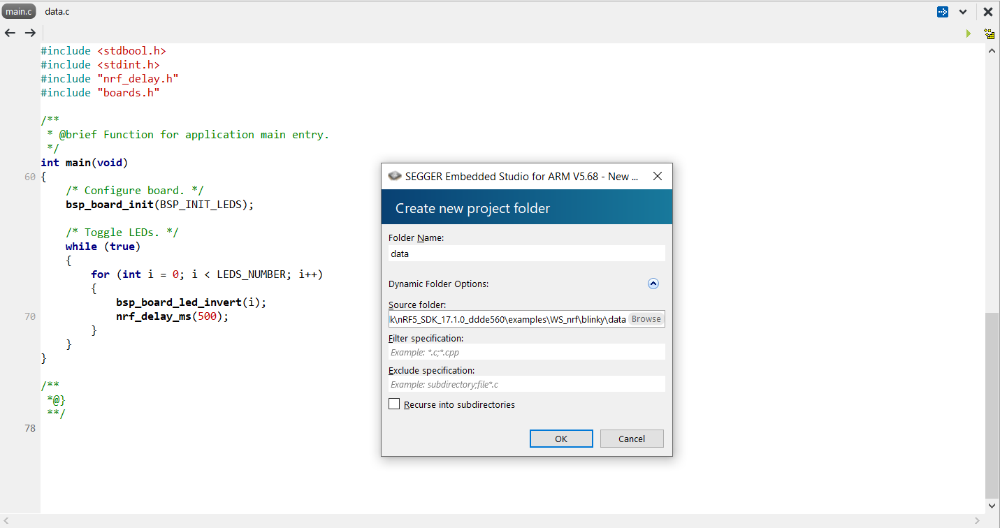 main.c data.c
#include <stdbool.h>
#include <stdint.h>
#include "nrf_delay.h"
#include "boards.h"
/**
 * @brief Function for application main entry.
 */
int main(void)
60 {
    /* Configure board. */
    bsp_board_init(BSP_INIT_LEDS);
    /* Toggle LEDs. */
    while (true)
    {
        for (int i = 0; i < LEDS_NUMBER; i++)
        {
            bsp_board_led_invert(i);
70             nrf_delay_ms(500);
        }
    }
}
/**
 *@}
 **/
78
SEGGER Embedded Studio for ARM V5.68 - New ...
Create new project folder
Folder Name:
data
Dynamic Folder Options:
Source folder:
k\nRF5_SDK_17.1.0_ddde560\examples\WS_nrf\blinky\data Browse
Filter specification:
Example: *.c;*.cpp
Exclude specification:
Example: subdirectory;file*.c
Recurse into subdirectories
OK Cancel